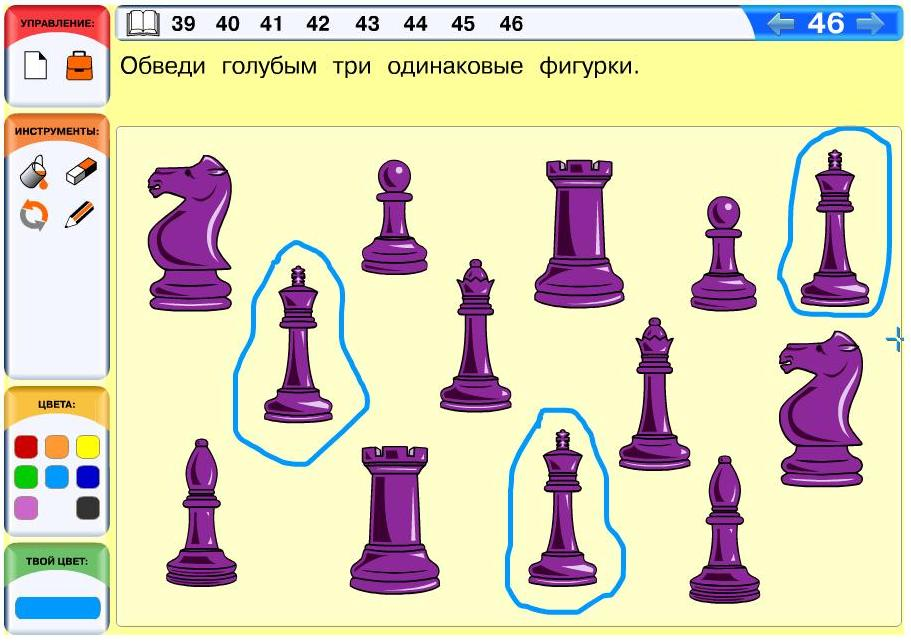 УПРАВЛЕНИЕ:
39 40 41 42 43 44 45 46
46
Обведи голубым три одинаковые фигурки.
ИНСТРУМЕНТЫ:
ЦВЕТА:
ТВОЙ ЦВЕТ: